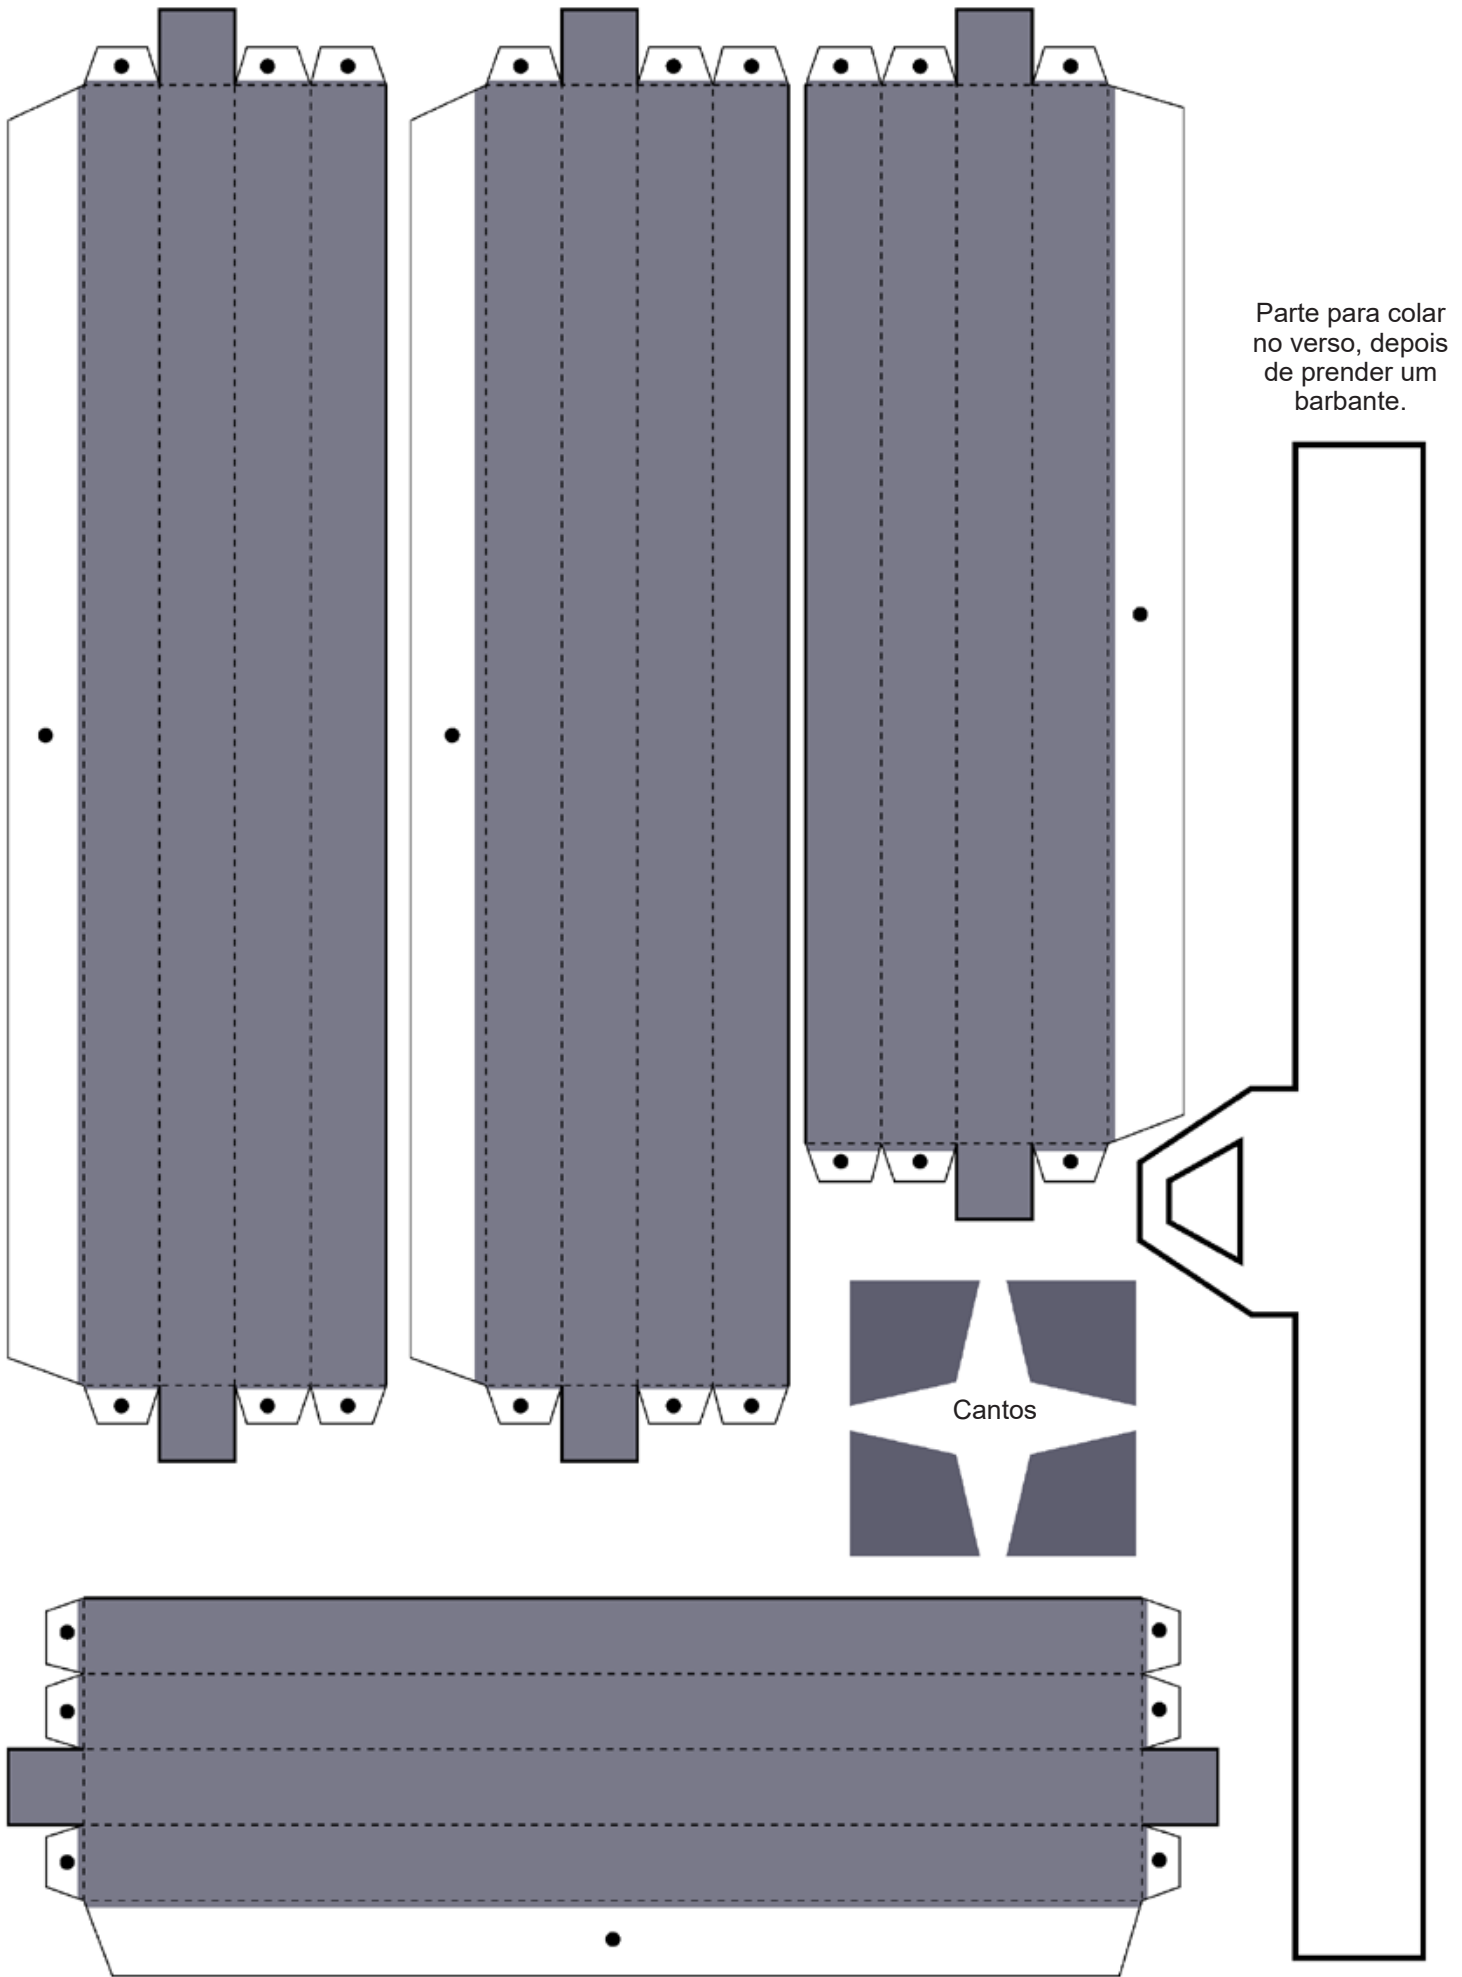 Parte para colar
no verso, depois
de prender um
barbante.
Cantos